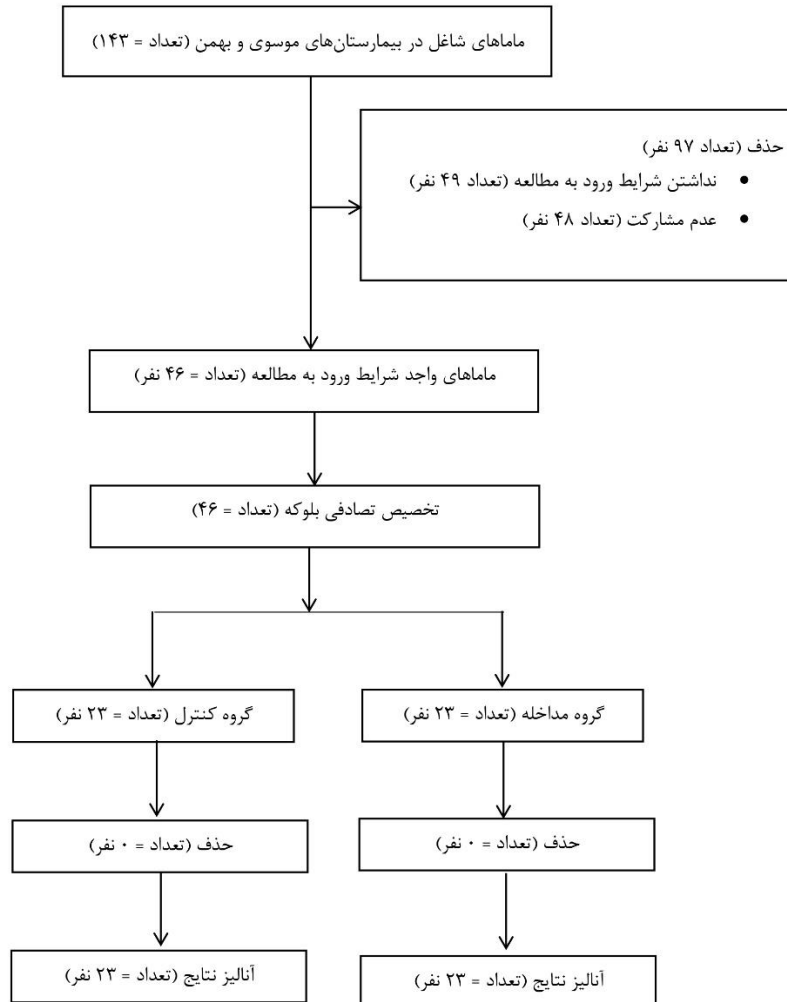 ماماهای شاغل در بیمارستان‌های موسوی و بهمن (تعداد = ۱۴۳)
حذف (تعداد ۹۷ نفر)
• نداشتن شرایط ورود به مطالعه (تعداد ۴۹ نفر)
• عدم مشارکت (تعداد ۴۸ نفر)
ماماهای واجد شرایط ورود به مطالعه (تعداد = ۴۶ نفر)
تخصیص تصادفی بلوکه (تعداد = ۴۶)
گروه مداخله (تعداد = ۲۳ نفر)
گروه کنترل (تعداد = ۲۳ نفر)
حذف (تعداد = ۰ نفر)
حذف (تعداد = ۰ نفر)
آنالیز نتایج (تعداد = ۲۳ نفر)
آنالیز نتایج (تعداد = ۲۳ نفر)